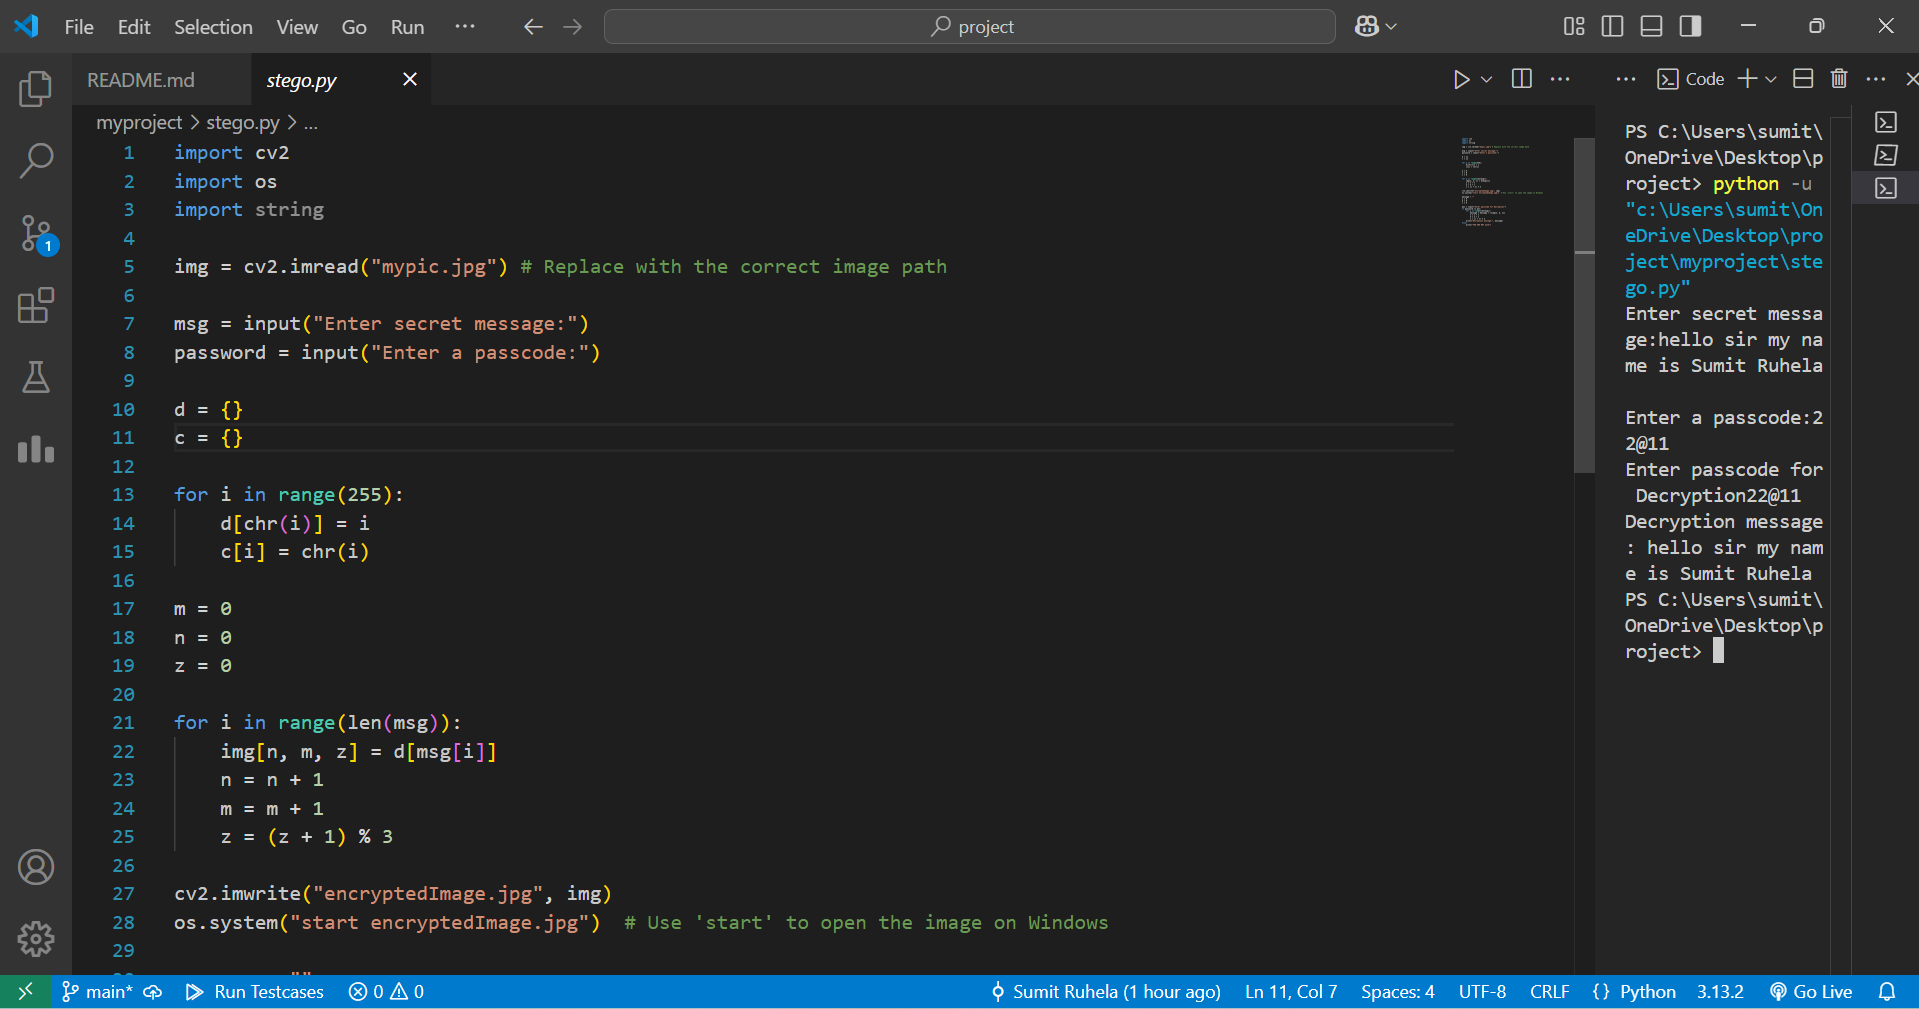 File Edit Selection View Go Run ···
project
README.md
stego.py
Code
myproject > stego.py > ...
1 import cv2
2 import os
3 import string
4
5 img = cv2.imread("mypic.jpg") # Replace with the correct image path
6
7 msg = input("Enter secret message:")
8 password = input("Enter a passcode:")
9
10 d = {}
11 c = {}
12
13 for i in range(255):
14 d[chr(i)] = i
15 c[i] = chr(i)
16
17 m = 0
18 n = 0
19 z = 0
20
21 for i in range(len(msg)):
22 img[n, m, z] = d[msg[i]]
23 n = n + 1
24 m = m + 1
25 z = (z + 1) % 3
26
27 cv2.imwrite("encryptedImage.jpg", img)
28 os.system("start encryptedImage.jpg") # Use 'start' to open the image on Windows
29
PS C:\Users\sumit\
OneDrive\Desktop\p
roject> python -u
"c:\Users\sumit\On
eDrive\Desktop\pro
ject\myproject\ste
go.py"
Enter secret messa
ge:hello sir my na
me is Sumit Ruhela
Enter a passcode:2
2@11
Enter passcode for
Decryption22@11
Decryption message
: hello sir my nam
e is Sumit Ruhela
PS C:\Users\sumit\
OneDrive\Desktop\p
roject>
1
main* Run Testcases 0 0 Sumit Ruhela (1 hour ago) Ln 11, Col 7 Spaces: 4 UTF-8 CRLF {} Python 3.13.2 Go Live